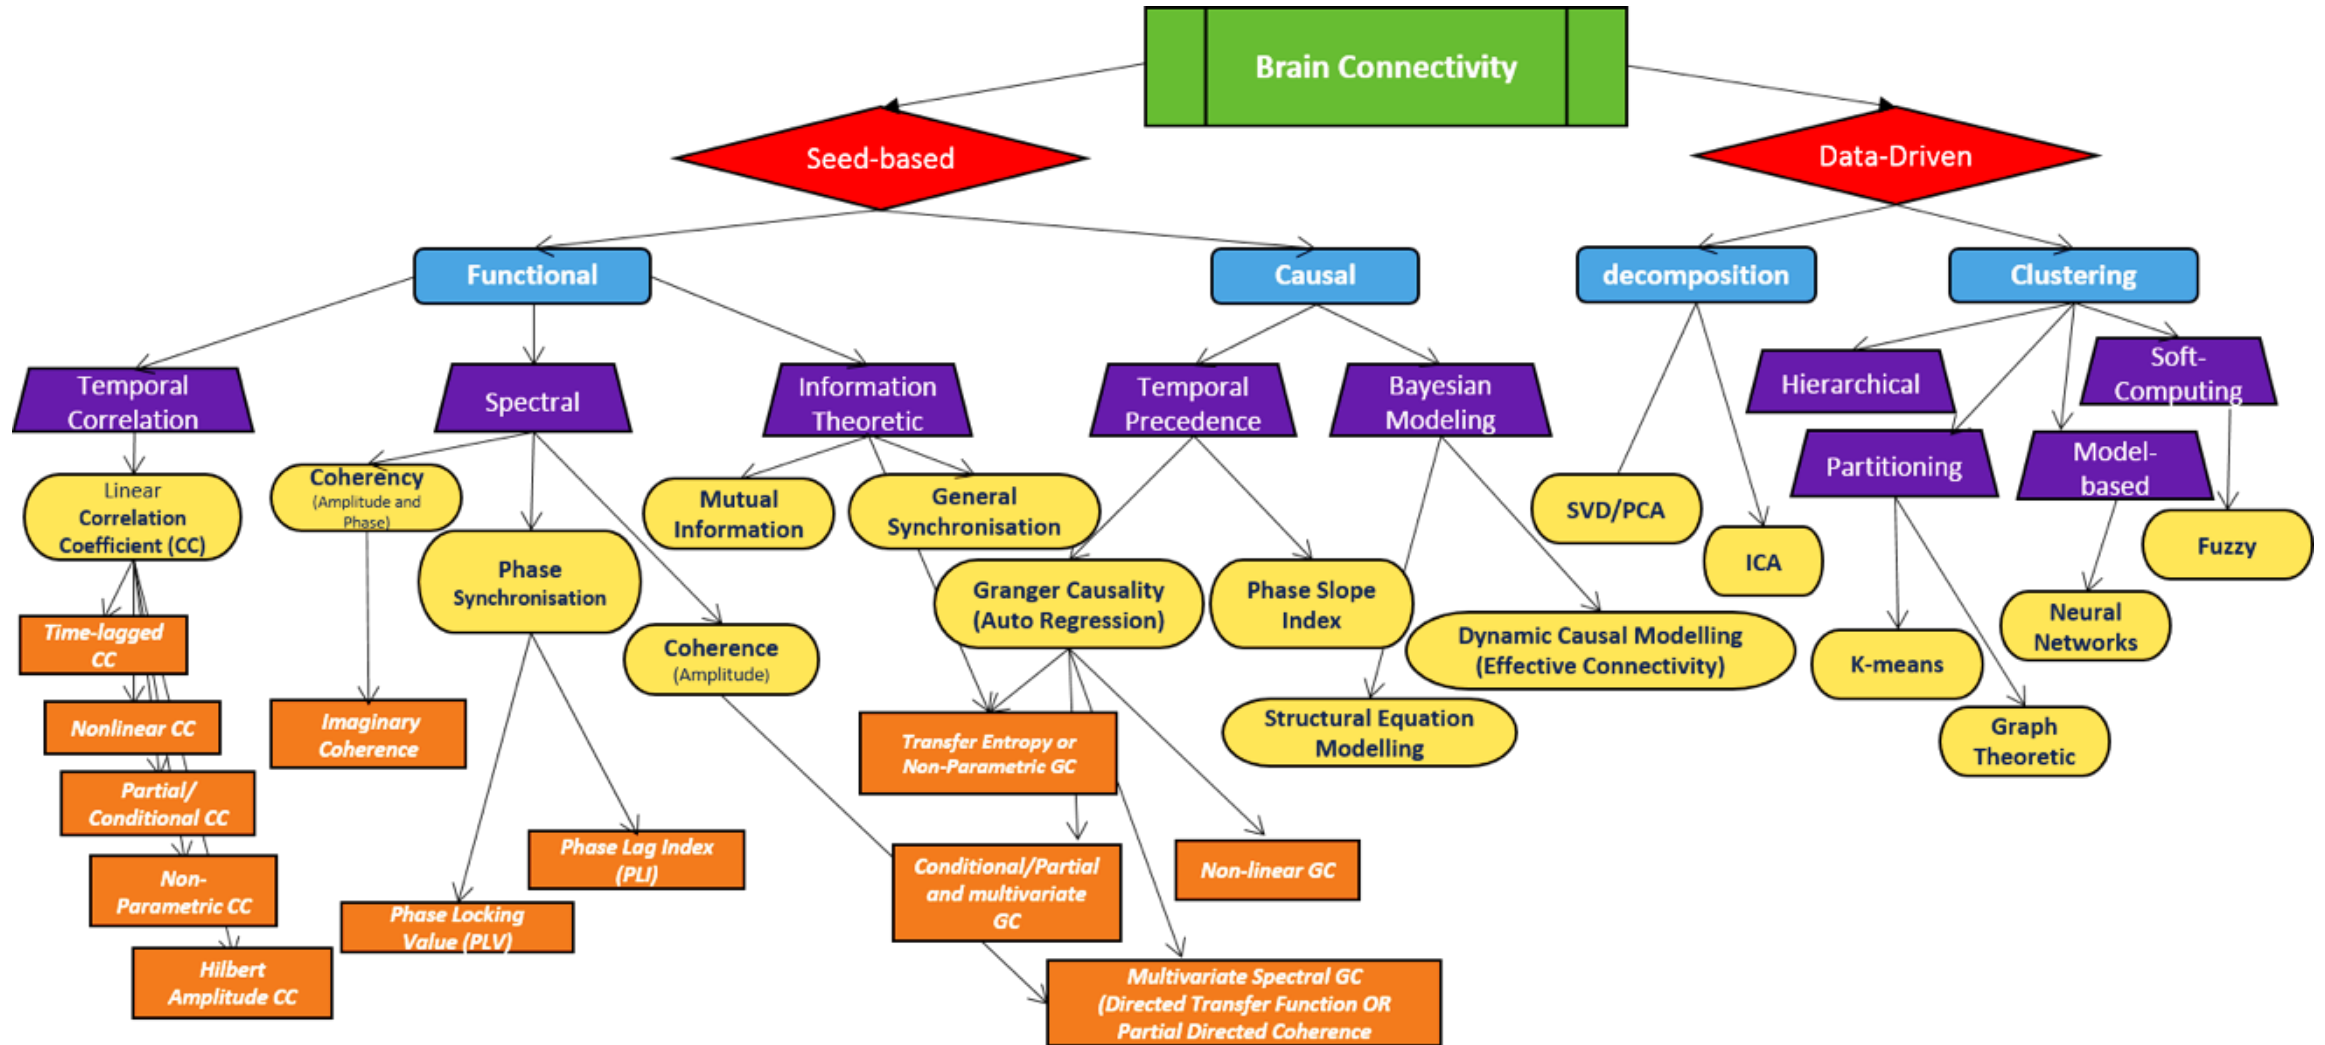 Brain Connectivity
Seed-based
Data-Driven
Functional
Causal
decomposition
Clustering
Temporal
Correlation
Spectral
Information
Theoretic
Temporal
Precedence
Bayesian
Modeling
Hierarchical
Soft-
Computing
Partitioning
Model-
based
Linear
Correlation
Coefficient (CC)
Coherency
(Amplitude and
Phase)
Phase
Synchronisation
Coherence
(Amplitude)
Mutual
Information
General
Synchronisation
Granger Causality
(Auto Regression)
Phase Slope
Index
Dynamic Causal Modelling
(Effective Connectivity)
Structural Equation
Modelling
SVD/PCA
ICA
K-means
Graph
Theoretic
Neural
Networks
Fuzzy
Time-lagged
CC
Nonlinear CC
Partial/
Conditional CC
Non-
Parametric CC
Hilbert
Amplitude CC
Imaginary
Coherence
Phase Locking
Value (PLV)
Phase Lag Index
(PLI)
Transfer Entropy or
Non-Parametric GC
Conditional/Partial
and multivariate
GC
Non-linear GC
Multivariate Spectral GC
(Directed Transfer Function OR
Partial Directed Coherence